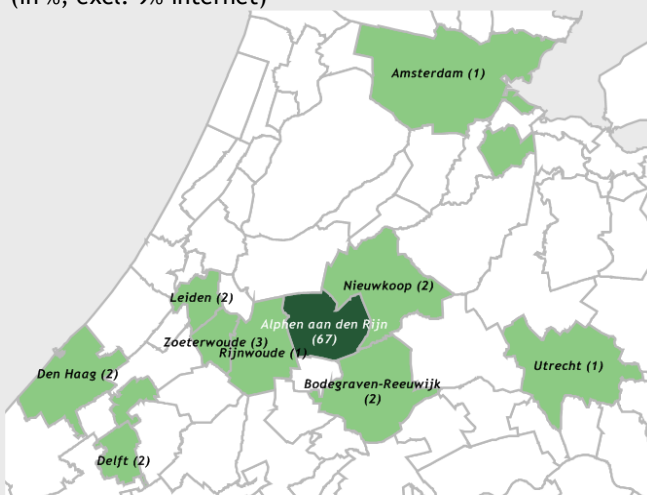 (in %, excl. 9% internet)
Amsterdam (1)
Nieuwkoop (2)
Leiden (2)
Alphen aan den Rijn
(67)
Zoeterwoude (3)
Rijnwoude (1)
Den Haag (2)
Utrecht (1)
Bodegraven-Reeuwijk
(2)
Delft (2)